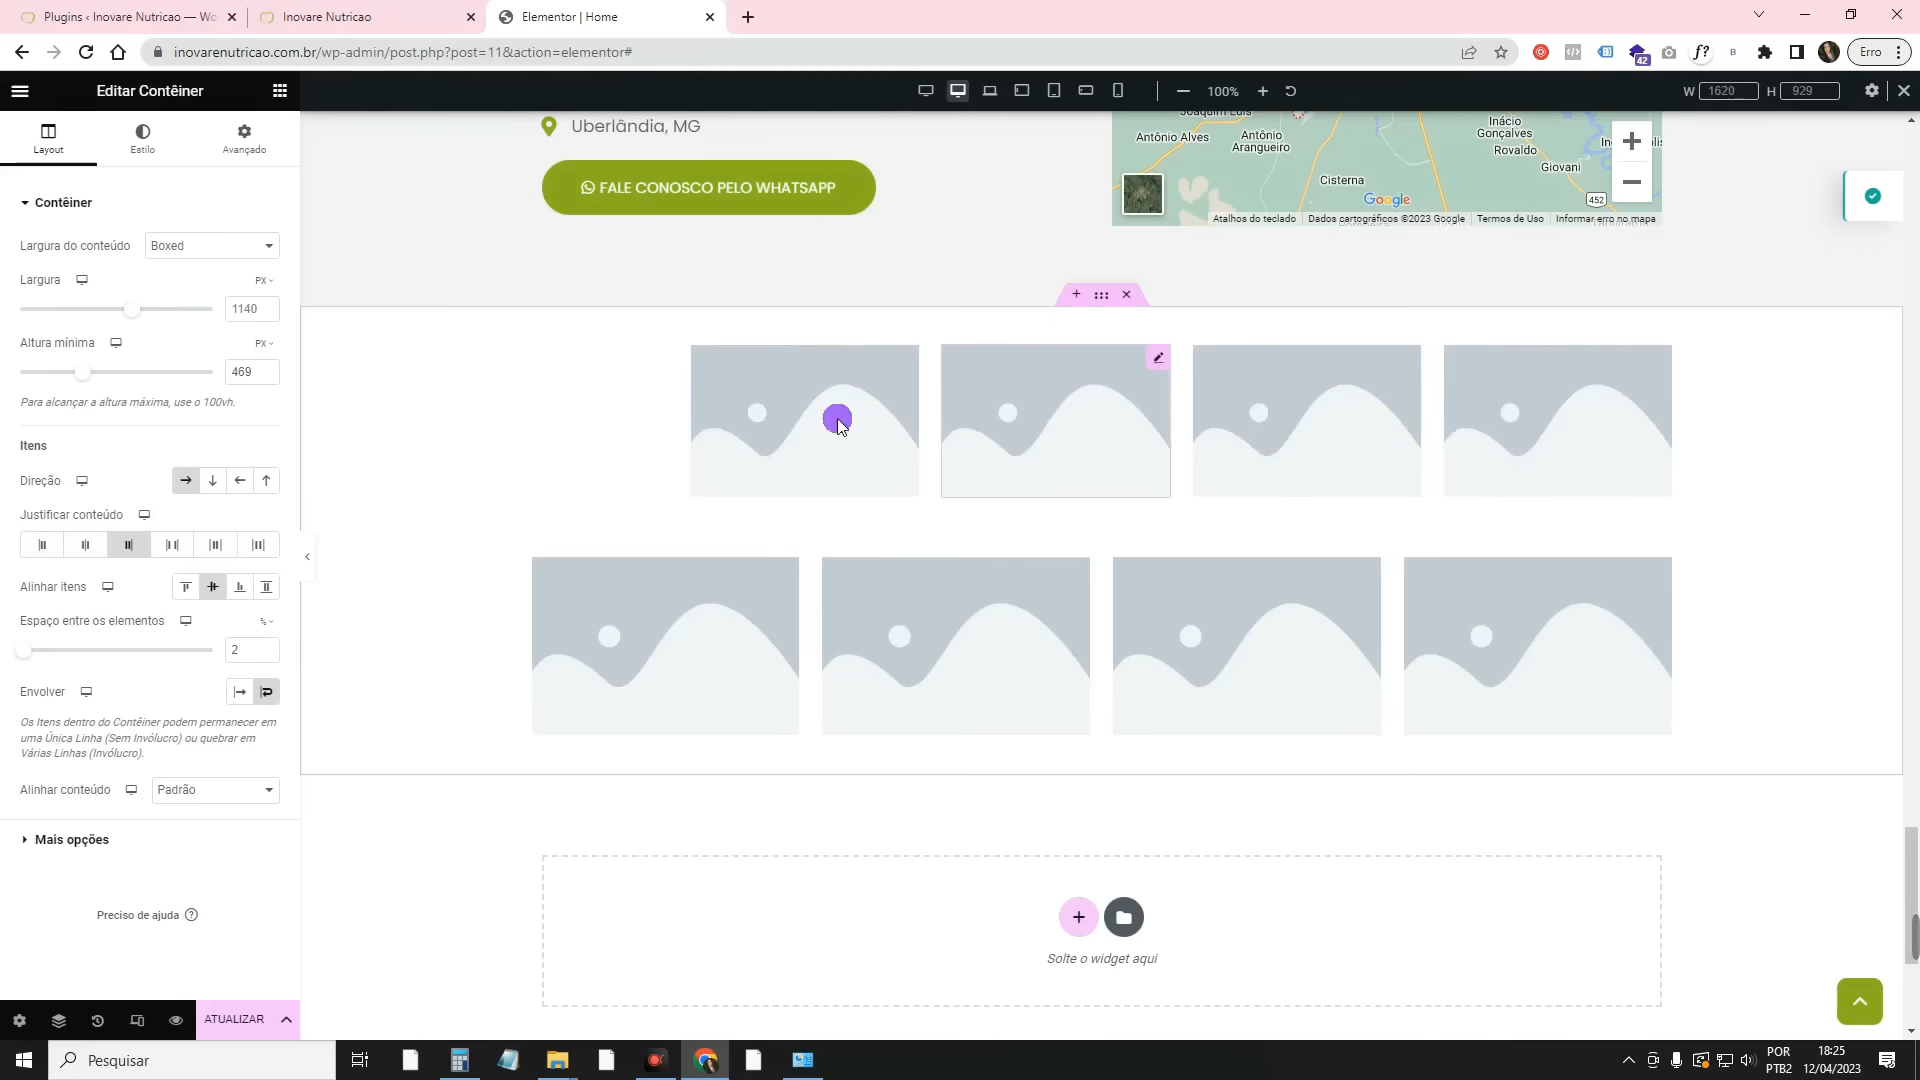 Plugins ‹ Inovare Nutricao — Wo
Inovare Nutricao
Elementor | Home
inovarenutricao.com.br/wp-admin/post.php?post=11&action=elementor#
42
f?
B
Erro
Editar Contêiner
100%
W 1620 H 929
Layout
Estilo
Avançado
Contêiner
Largura do conteúdo
Boxed
Largura
PX
1140
Altura mínima
PX
469
Para alcançar a altura máxima, use o 100vh.
Itens
Direção
Justificar conteúdo
Alinhar itens
Espaço entre os elementos
%
2
Envolver
Os Itens dentro do Contêiner podem permanecer em
uma Única Linha (Sem Invólucro) ou quebrar em
Várias Linhas (Invólucro).
Alinhar conteúdo
Padrão
Mais opções
Preciso de ajuda
ATUALIZAR
Uberlândia, MG
FALE CONOSCO PELO WHATSAPP
Joaquim Luis
Antônio Alves
Antônio
Arangueiro
Inácio
Gonçalves
Rovaldo
Giovani
Cisterna
452
Google
Atalhos do teclado
Dados cartográficos ©2023 Google
Termos de Uso
Informar erro no mapa
Solte o widget aqui
Pesquisar
POR
PTB2
18:25
12/04/2023